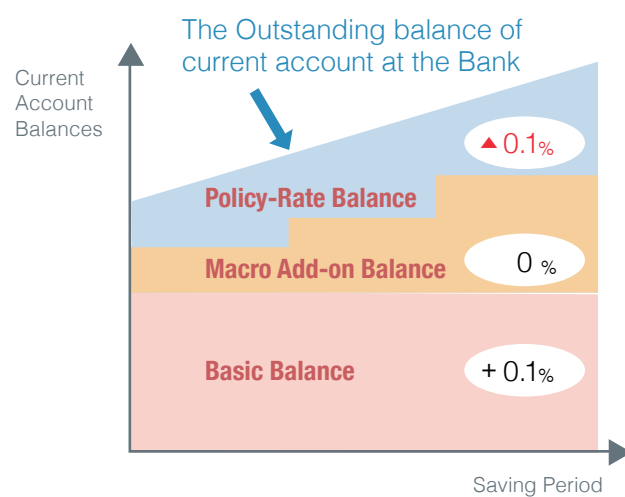 The Outstanding balance of
current account at the Bank
Current
Account
Balances
▲ 0.1%
Policy-Rate Balance
Macro Add-on Balance
0 %
Basic Balance
+ 0.1%
Saving Period